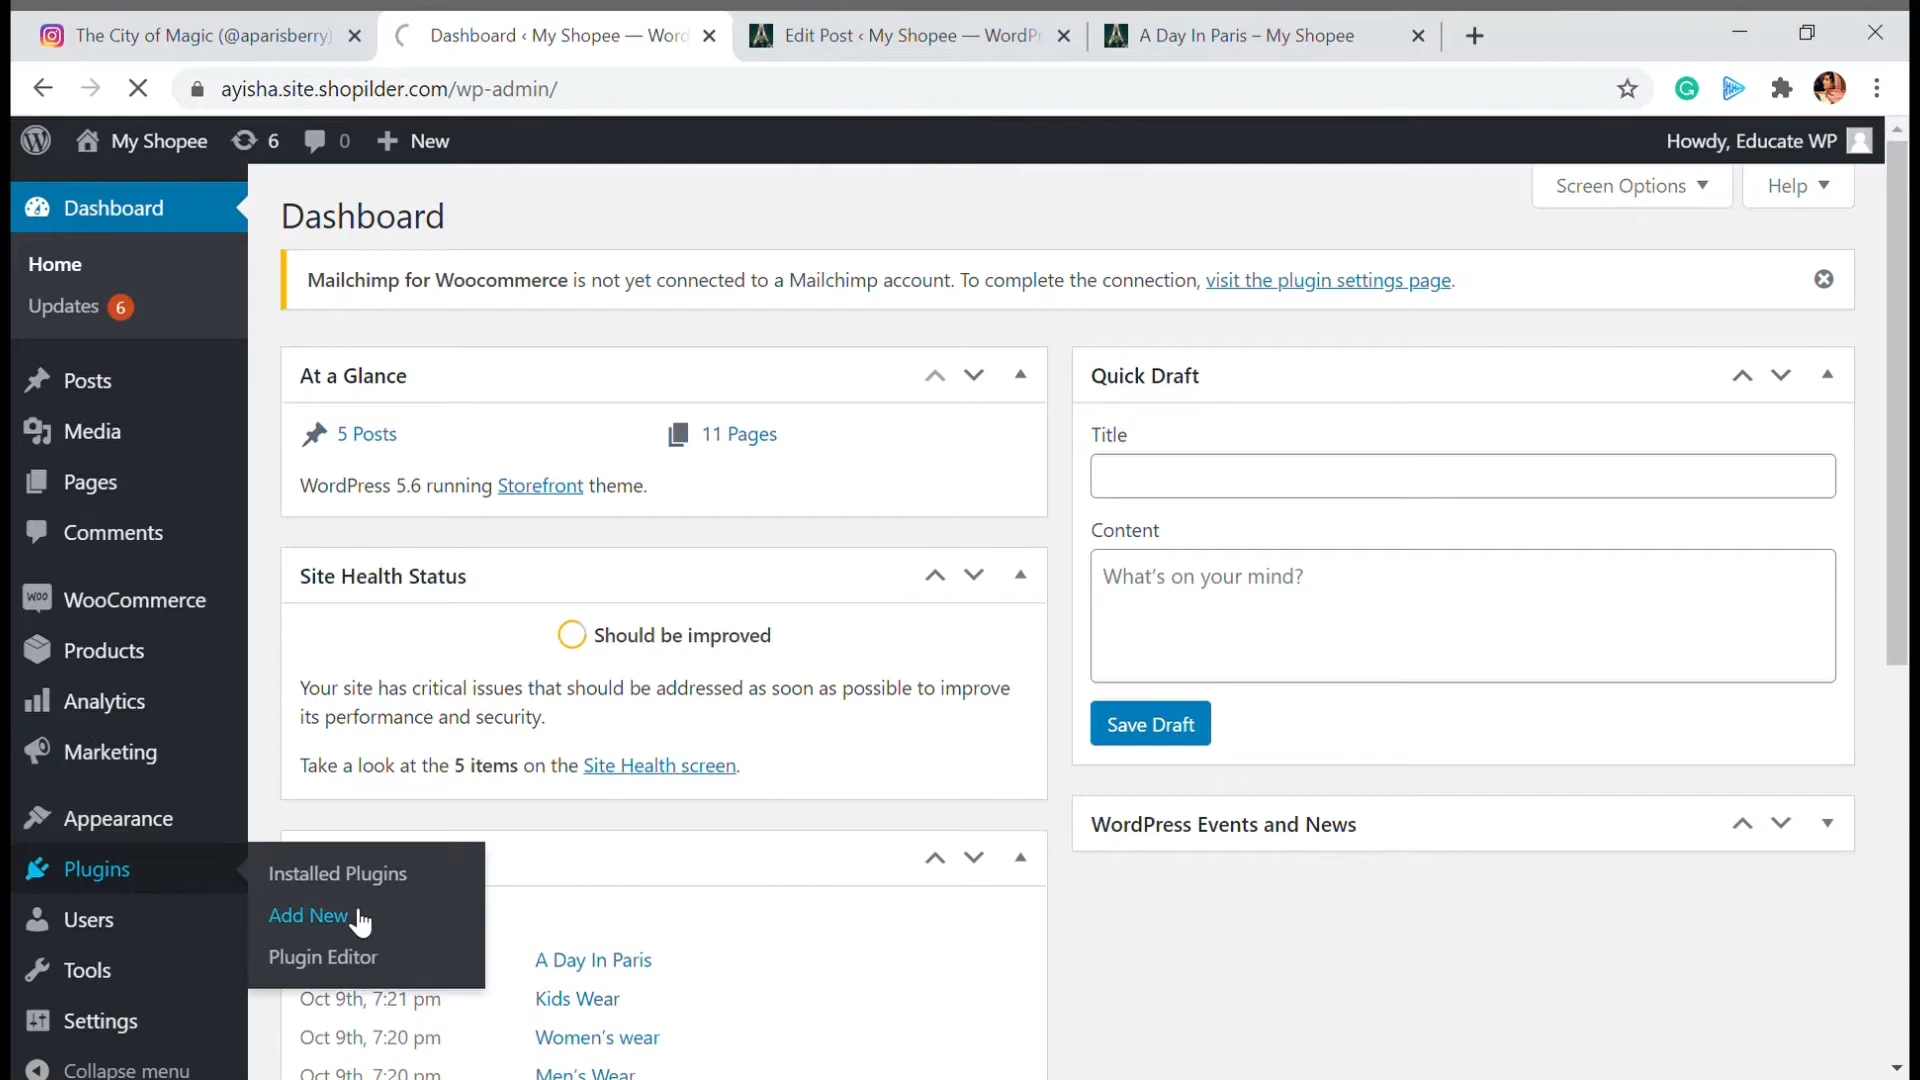 The City of Magic (@aparisberry)
Dashboard ‹ My Shopee — Word
Edit Post ‹ My Shopee — WordPr
A Day In Paris – My Shopee
ayisha.site.shopilder.com/wp-admin/
My Shopee
6
0
New
Howdy, Educate WP
Dashboard
Home
Updates 6
Posts
Media
Pages
Comments
WooCommerce
Products
Analytics
Marketing
Appearance
Plugins
Users
Tools
Settings
Collapse menu
Installed Plugins
Add New
Plugin Editor
Screen Options
Help
Dashboard
Mailchimp for Woocommerce is not yet connected to a Mailchimp account. To complete the connection, visit the plugin settings page.
At a Glance
5 Posts
11 Pages
WordPress 5.6 running Storefront theme.
Site Health Status
Should be improved
Your site has critical issues that should be addressed as soon as possible to improve
its performance and security.
Take a look at the 5 items on the Site Health screen.
A Day In Paris
Oct 9th, 7:21 pm Kids Wear
Oct 9th, 7:20 pm Women's wear
Oct 9th, 7:20 pm Men's Wear
Quick Draft
Title
Content
What's on your mind?
Save Draft
WordPress Events and News